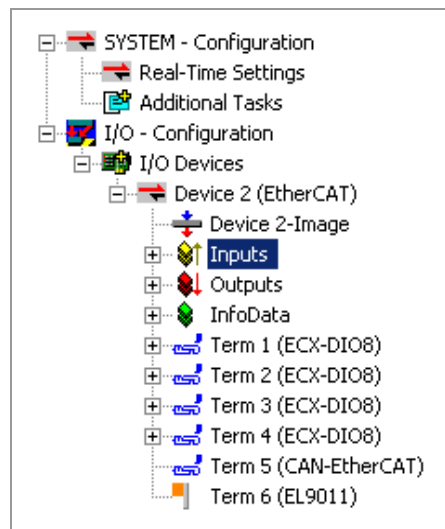 SYSTEM - Configuration
Real-Time Settings
Additional Tasks
I/O - Configuration
I/O Devices
Device 2 (EtherCAT)
Device 2-Image
Inputs
Outputs
InfoData
Term 1 (ECX-DIO8)
Term 2 (ECX-DIO8)
Term 3 (ECX-DIO8)
Term 4 (ECX-DIO8)
Term 5 (CAN-EtherCAT)
Term 6 (EL9011)